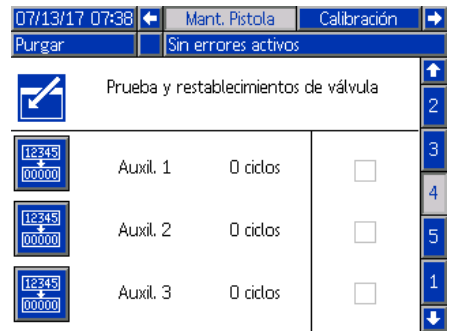 07/13/17 07:38 Mant. Pistola Calibración
Purgar Sin errores activos
Prueba y restablecimientos de válvula
2
3
4
5
1
12345
00000
Auxil. 1 0 ciclos
12345
00000
Auxil. 2 0 ciclos
12345
00000
Auxil. 3 0 ciclos